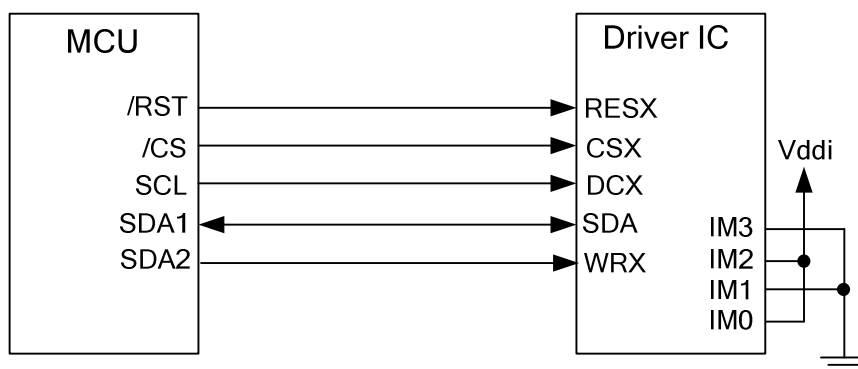 MCU
Driver IC
/RST
RESX
/CS
CSX
Vddi
SCL
DCX
SDA1
SDA
IM3
SDA2
WRX
IM2
IM1
IM0